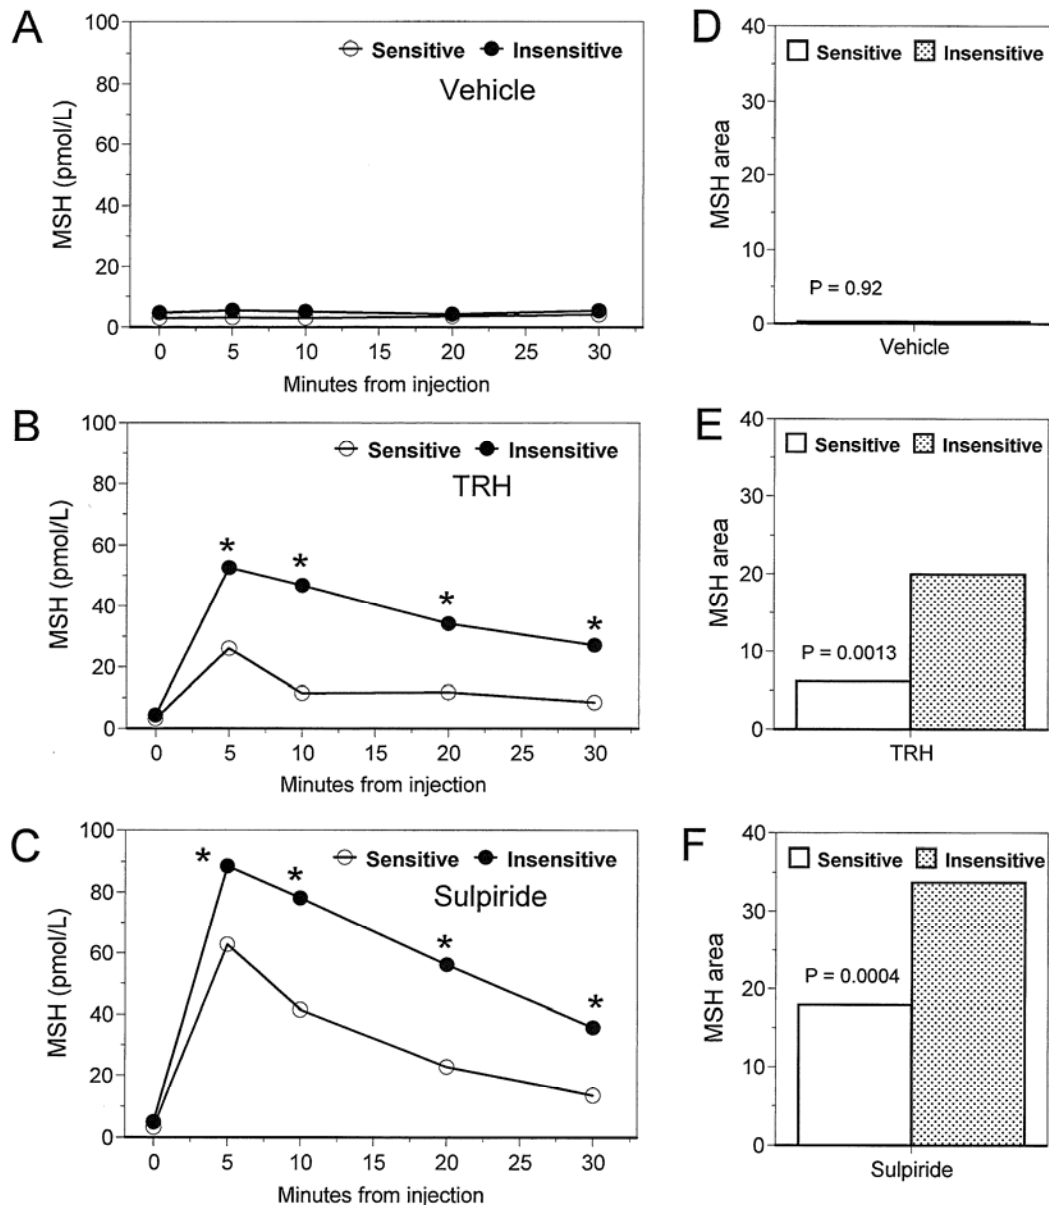 A
100
80
60
40
20
0
MSH (pmol/L)
Sensitive Insensitive
Vehicle
0 5 10 15 20 25 30
Minutes from injection
D
40
30
20
10
0
MSH area
Sensitive Insensitive
P = 0.92
Vehicle
B
100
80
60
40
20
0
MSH (pmol/L)
Sensitive Insensitive
TRH
* * * *
0 5 10 15 20 25 30
Minutes from injection
E
40
30
20
10
0
MSH area
Sensitive Insensitive
P = 0.0013
TRH
C
100
80
60
40
20
0
MSH (pmol/L)
Sensitive Insensitive
Sulpiride
* * * *
0 5 10 15 20 25 30
Minutes from injection
F
40
30
20
10
0
MSH area
Sensitive Insensitive
P = 0.0004
Sulpiride